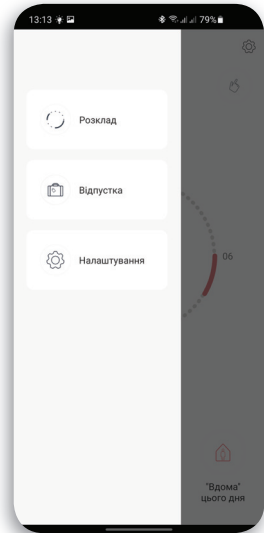 13:13 79%
Розклад
Відпустка
Налаштування
06
"Вдома"
цього дня